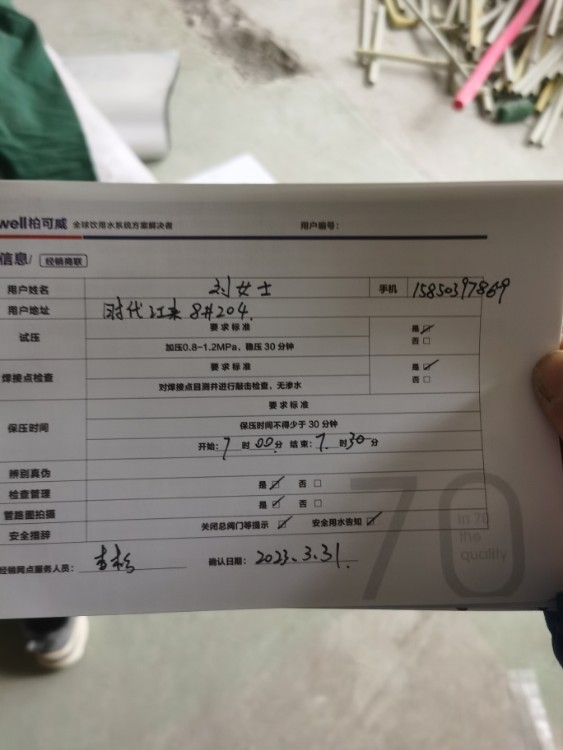 well柏可威 全球饮用水系统方案解决者 用户编号:
信息/ 经销商联
用户姓名 刘女士 手机 15850397869
用户地址 时代江来 8#204.
试压 要求标准 是☑
加压0.8-1.2MPa，稳压30分钟 否□
焊接点检查 要求标准 是☑
对焊接点目测并进行敲击检查，无渗水 否□
要求标准
保压时间 保压时间不得少于30分钟
开始: 7 时 00 分 结束: 7. 时 30 分
辨别真伪
检查管理 是☑ 否□
管路图拍摄 是☑ 否□
安全措辞 关闭总阀门等提示 ☑ 安全用水告知 ☑
经销网点服务人员: 确认日期: 2023.3.31.
70
in 70
the
quality